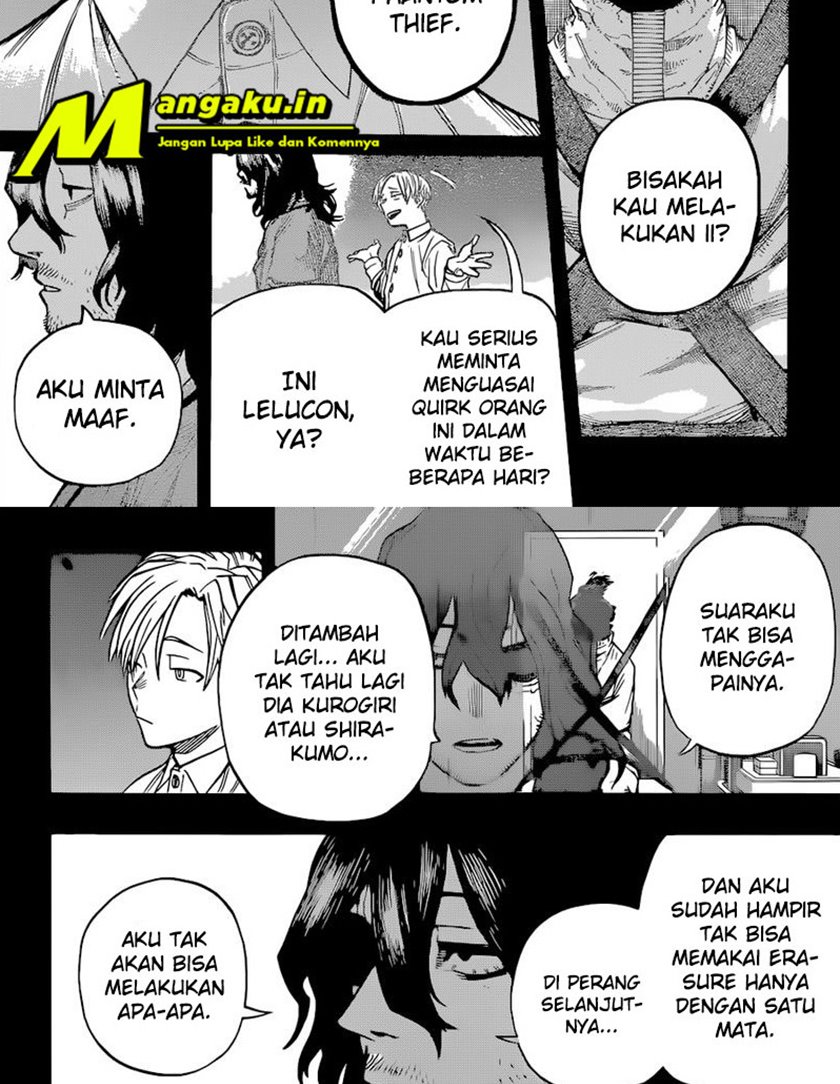 PHANTOM
THIEF.
Mangaku.in
Jangan Lupa Like dan Komennya
BISAKAH
KAU MELA-
KUKAN II?
KAU SERIUS
MEMINTA
MENGUASAI
QUIRK ORANG
INI DALAM
WAKTU BE-
BERAPA HARI?
INI
LELUCON,
YA?
AKU MINTA
MAAF.
SUARAKU
TAK BISA
MENGGA-
PAINYA.
DITAMBAH
LAGI... AKU
TAK TAHU LAGI
DIA KUROGIRI
ATAU SHIRA-
KUMO...
DAN AKU
SUDAH HAMPIR
TAK BISA
MEMAKAI ERA-
SURE HANYA
DENGAN SATU
MATA.
DI PERANG
SELANJUT-
NYA...
AKU TAK
AKAN BISA
MELAKUKAN
APA-APA.